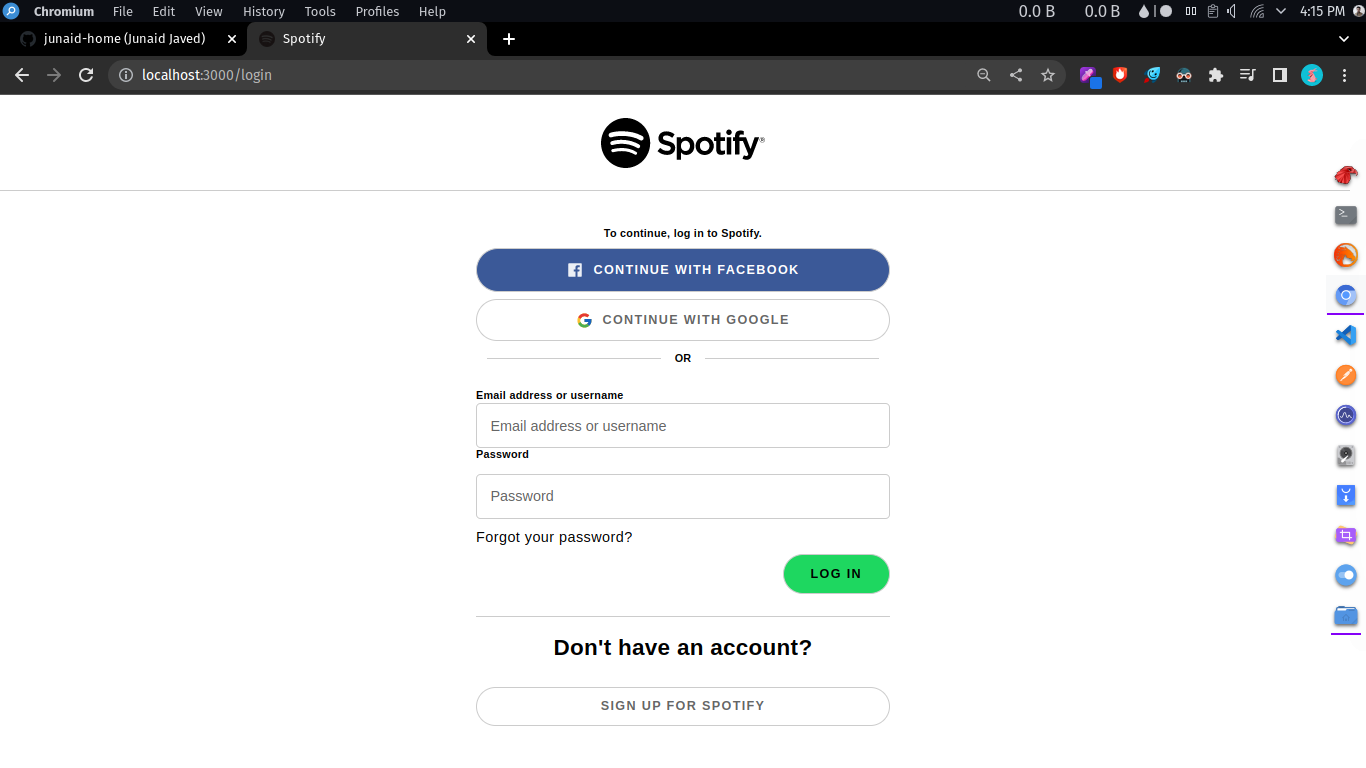 Chromium File Edit View History Tools Profiles Help 0.0 B 0.0 B 4:15 PM
junaid-home (Junaid Javed) Spotify
localhost:3000/login
Spotify®
To continue, log in to Spotify.
CONTINUE WITH FACEBOOK
CONTINUE WITH GOOGLE
OR
Email address or username
Email address or username
Password
Password
Forgot your password?
LOG IN
Don't have an account?
SIGN UP FOR SPOTIFY